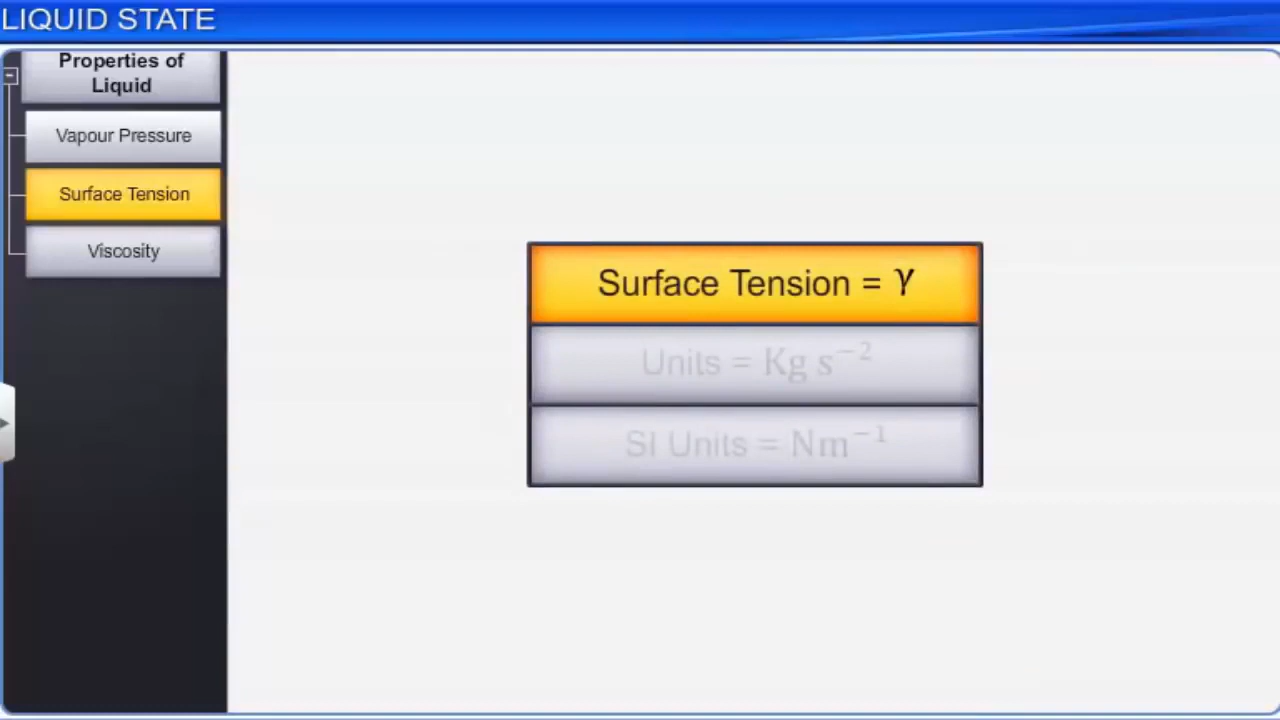 LIQUID STATE
Properties of
Liquid
Vapour Pressure
Surface Tension
Viscosity
Surface Tension = γ
Units = Kg s⁻²
SI Units = Nm⁻¹